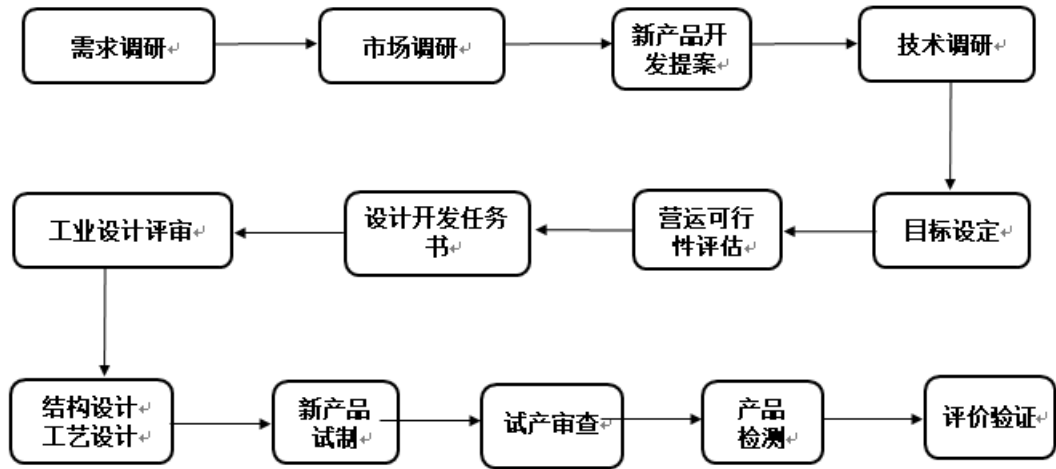 需求调研
市场调研
新产品开
发提案
技术调研
目标设定
营运可行
性评估
设计开发任务
书
工业设计评审
结构设计
工艺设计
新产品
试制
试产审查
产品
检测
评价验证